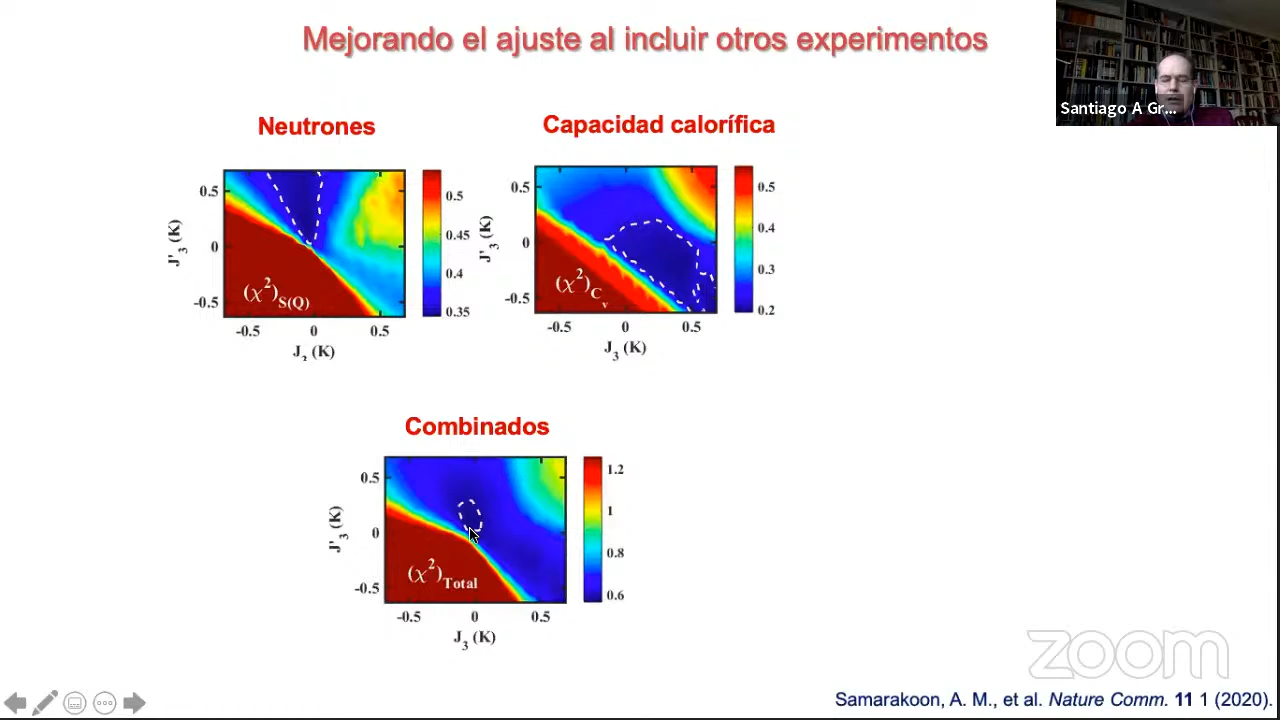 Mejorando el ajuste al incluir otros experimentos
Santiago A Gr...
Neutrones
Capacidad calorífica
0.5
0
-0.5
J'₃ (K)
(χ²)S(Q)
-0.5 0 0.5
J₃ (K)
0.5
0.45
0.4
0.35
0.5
0
-0.5
J'₃ (K)
(χ²)Cᵥ
-0.5 0 0.5
J₃ (K)
0.5
0.4
0.3
0.2
Combinados
0.5
0
-0.5
J'₃ (K)
(χ²)Total
-0.5 0 0.5
J₃ (K)
1.2
1
0.8
0.6
zoom
Samarakoon, A. M., et al. Nature Comm. 11 1 (2020).